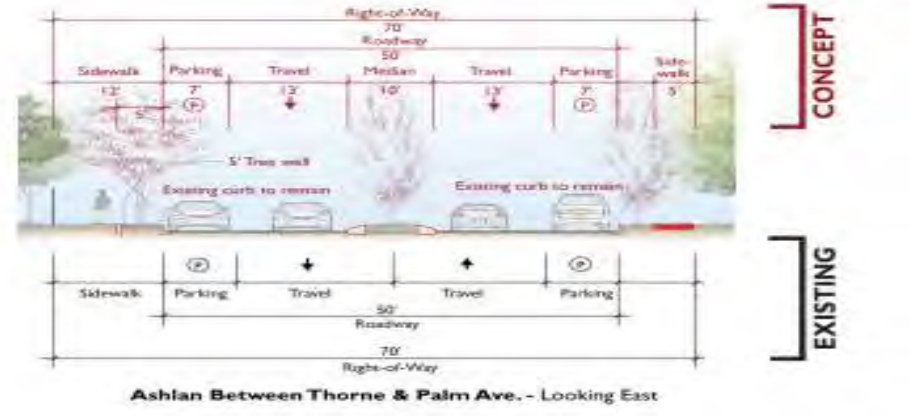 Right-of-Way
70'
Roadway
50'
Sidewalk Parking Travel Median Travel Parking Side-walk
12' 7' 13' 10' 13' 7' 5'
5' P P
5' Tree well
Existing curb to remain Existing curb to remain
CONCEPT
P P
Sidewalk Parking Travel Travel Parking
50'
Roadway
70'
Right-of-Way
EXISTING
Ashlan Between Thorne & Palm Ave. - Looking East